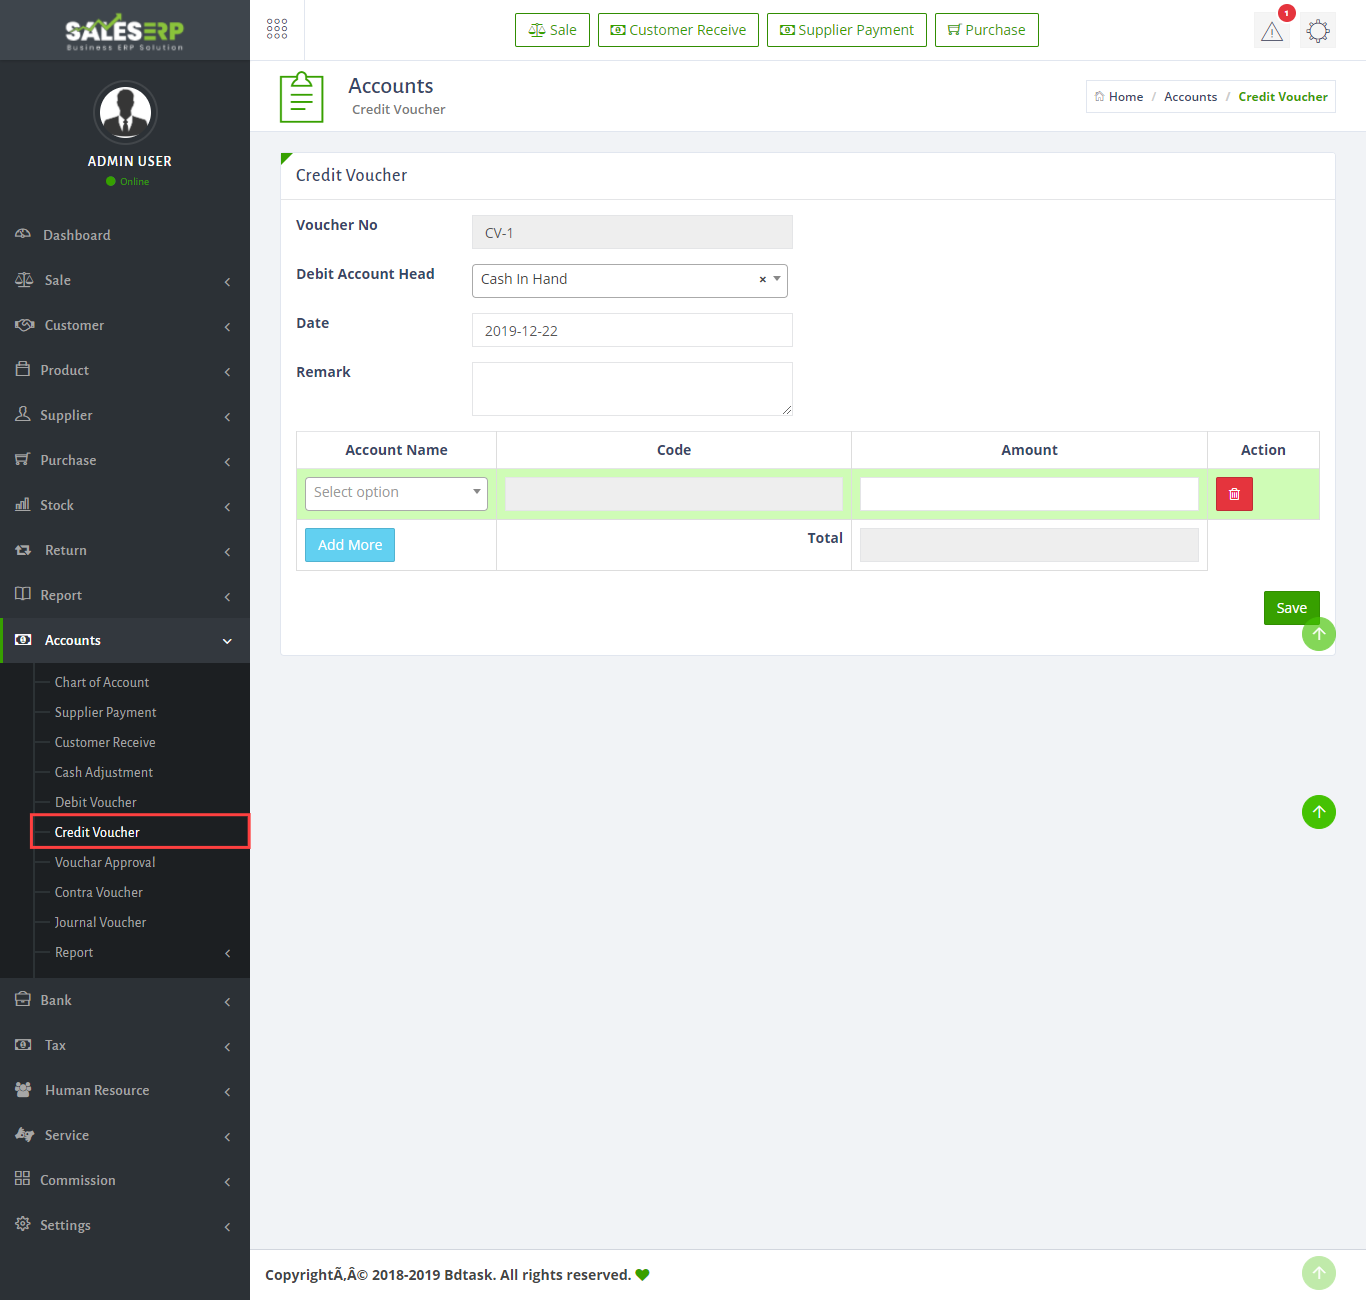 SALESERP
Business ERP Solution
Sale
Customer Receive
Supplier Payment
Purchase
1
ADMIN USER
Online
Dashboard
Sale
Customer
Product
Supplier
Purchase
Stock
Return
Report
Accounts
Chart of Account
Supplier Payment
Customer Receive
Cash Adjustment
Debit Voucher
Credit Voucher
Vouchar Approval
Contra Voucher
Journal Voucher
Report
Bank
Tax
Human Resource
Service
Commission
Settings
Accounts
Credit Voucher
Home / Accounts / Credit Voucher
Credit Voucher
Voucher No CV-1
Debit Account Head Cash In Hand ×
Date 2019-12-22
Remark
Account Name Code Amount Action
Select option
Add More Total
Save
CopyrightÃ,Â© 2018-2019 Bdtask. All rights reserved.